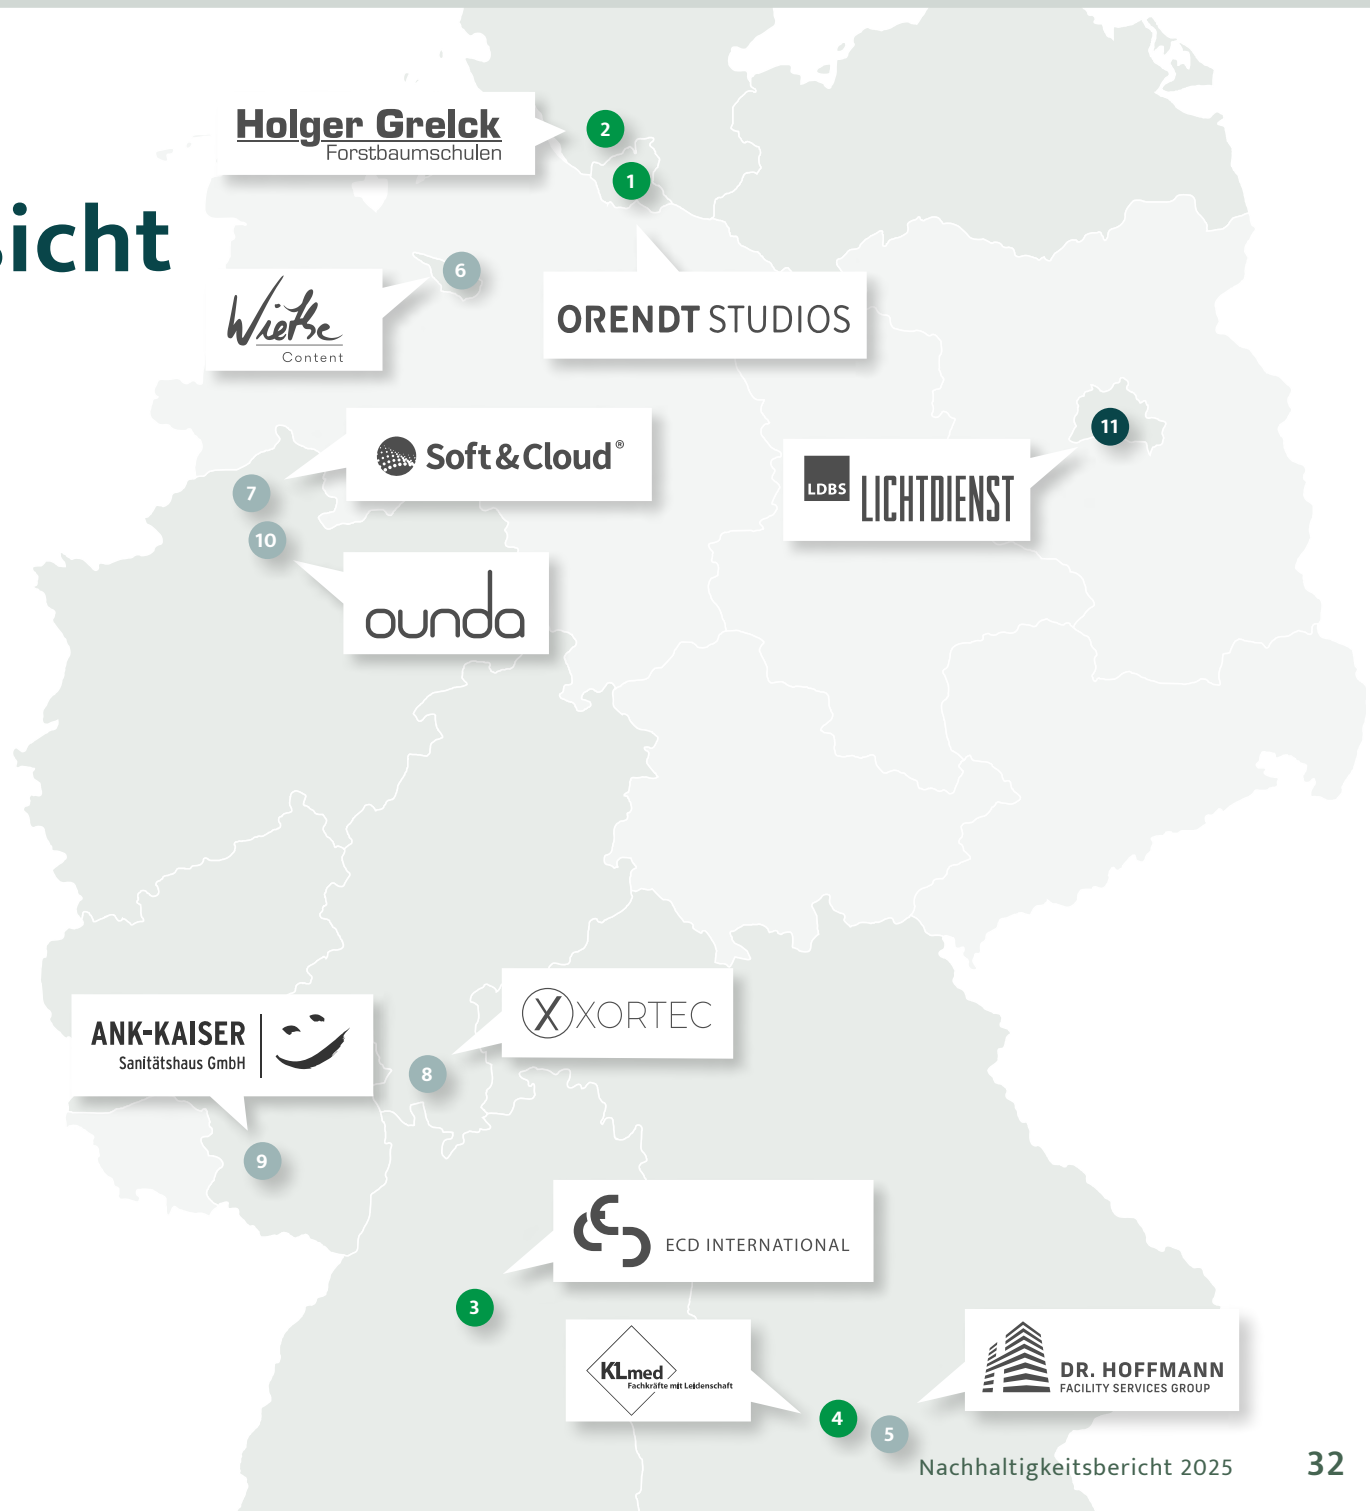 Holger Grelck
Forstbaumschulen
2
1
sicht
6
Wiethe
Content
ORENDT STUDIOS
11
Soft&Cloud®
LDBS LICHTDIENST
7
10
ounda
XORTEC
ANK-KAISER
Sanitätshaus GmbH
8
9
ECD INTERNATIONAL
3
KLmed
Fachkräfte mit Leidenschaft
DR. HOFFMANN
FACILITY SERVICES GROUP
4
5
Nachhaltigkeitsbericht 2025 32